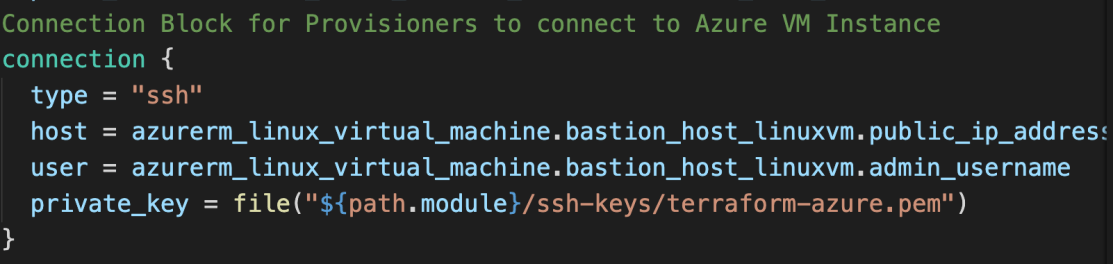 Connection Block for Provisioners to connect to Azure VM Instance
connection {
type = "ssh"
host = azurerm_linux_virtual_machine.bastion_host_linuxvm.public_ip_address
user = azurerm_linux_virtual_machine.bastion_host_linuxvm.admin_username
private_key = file("${path.module}/ssh-keys/terraform-azure.pem")
}